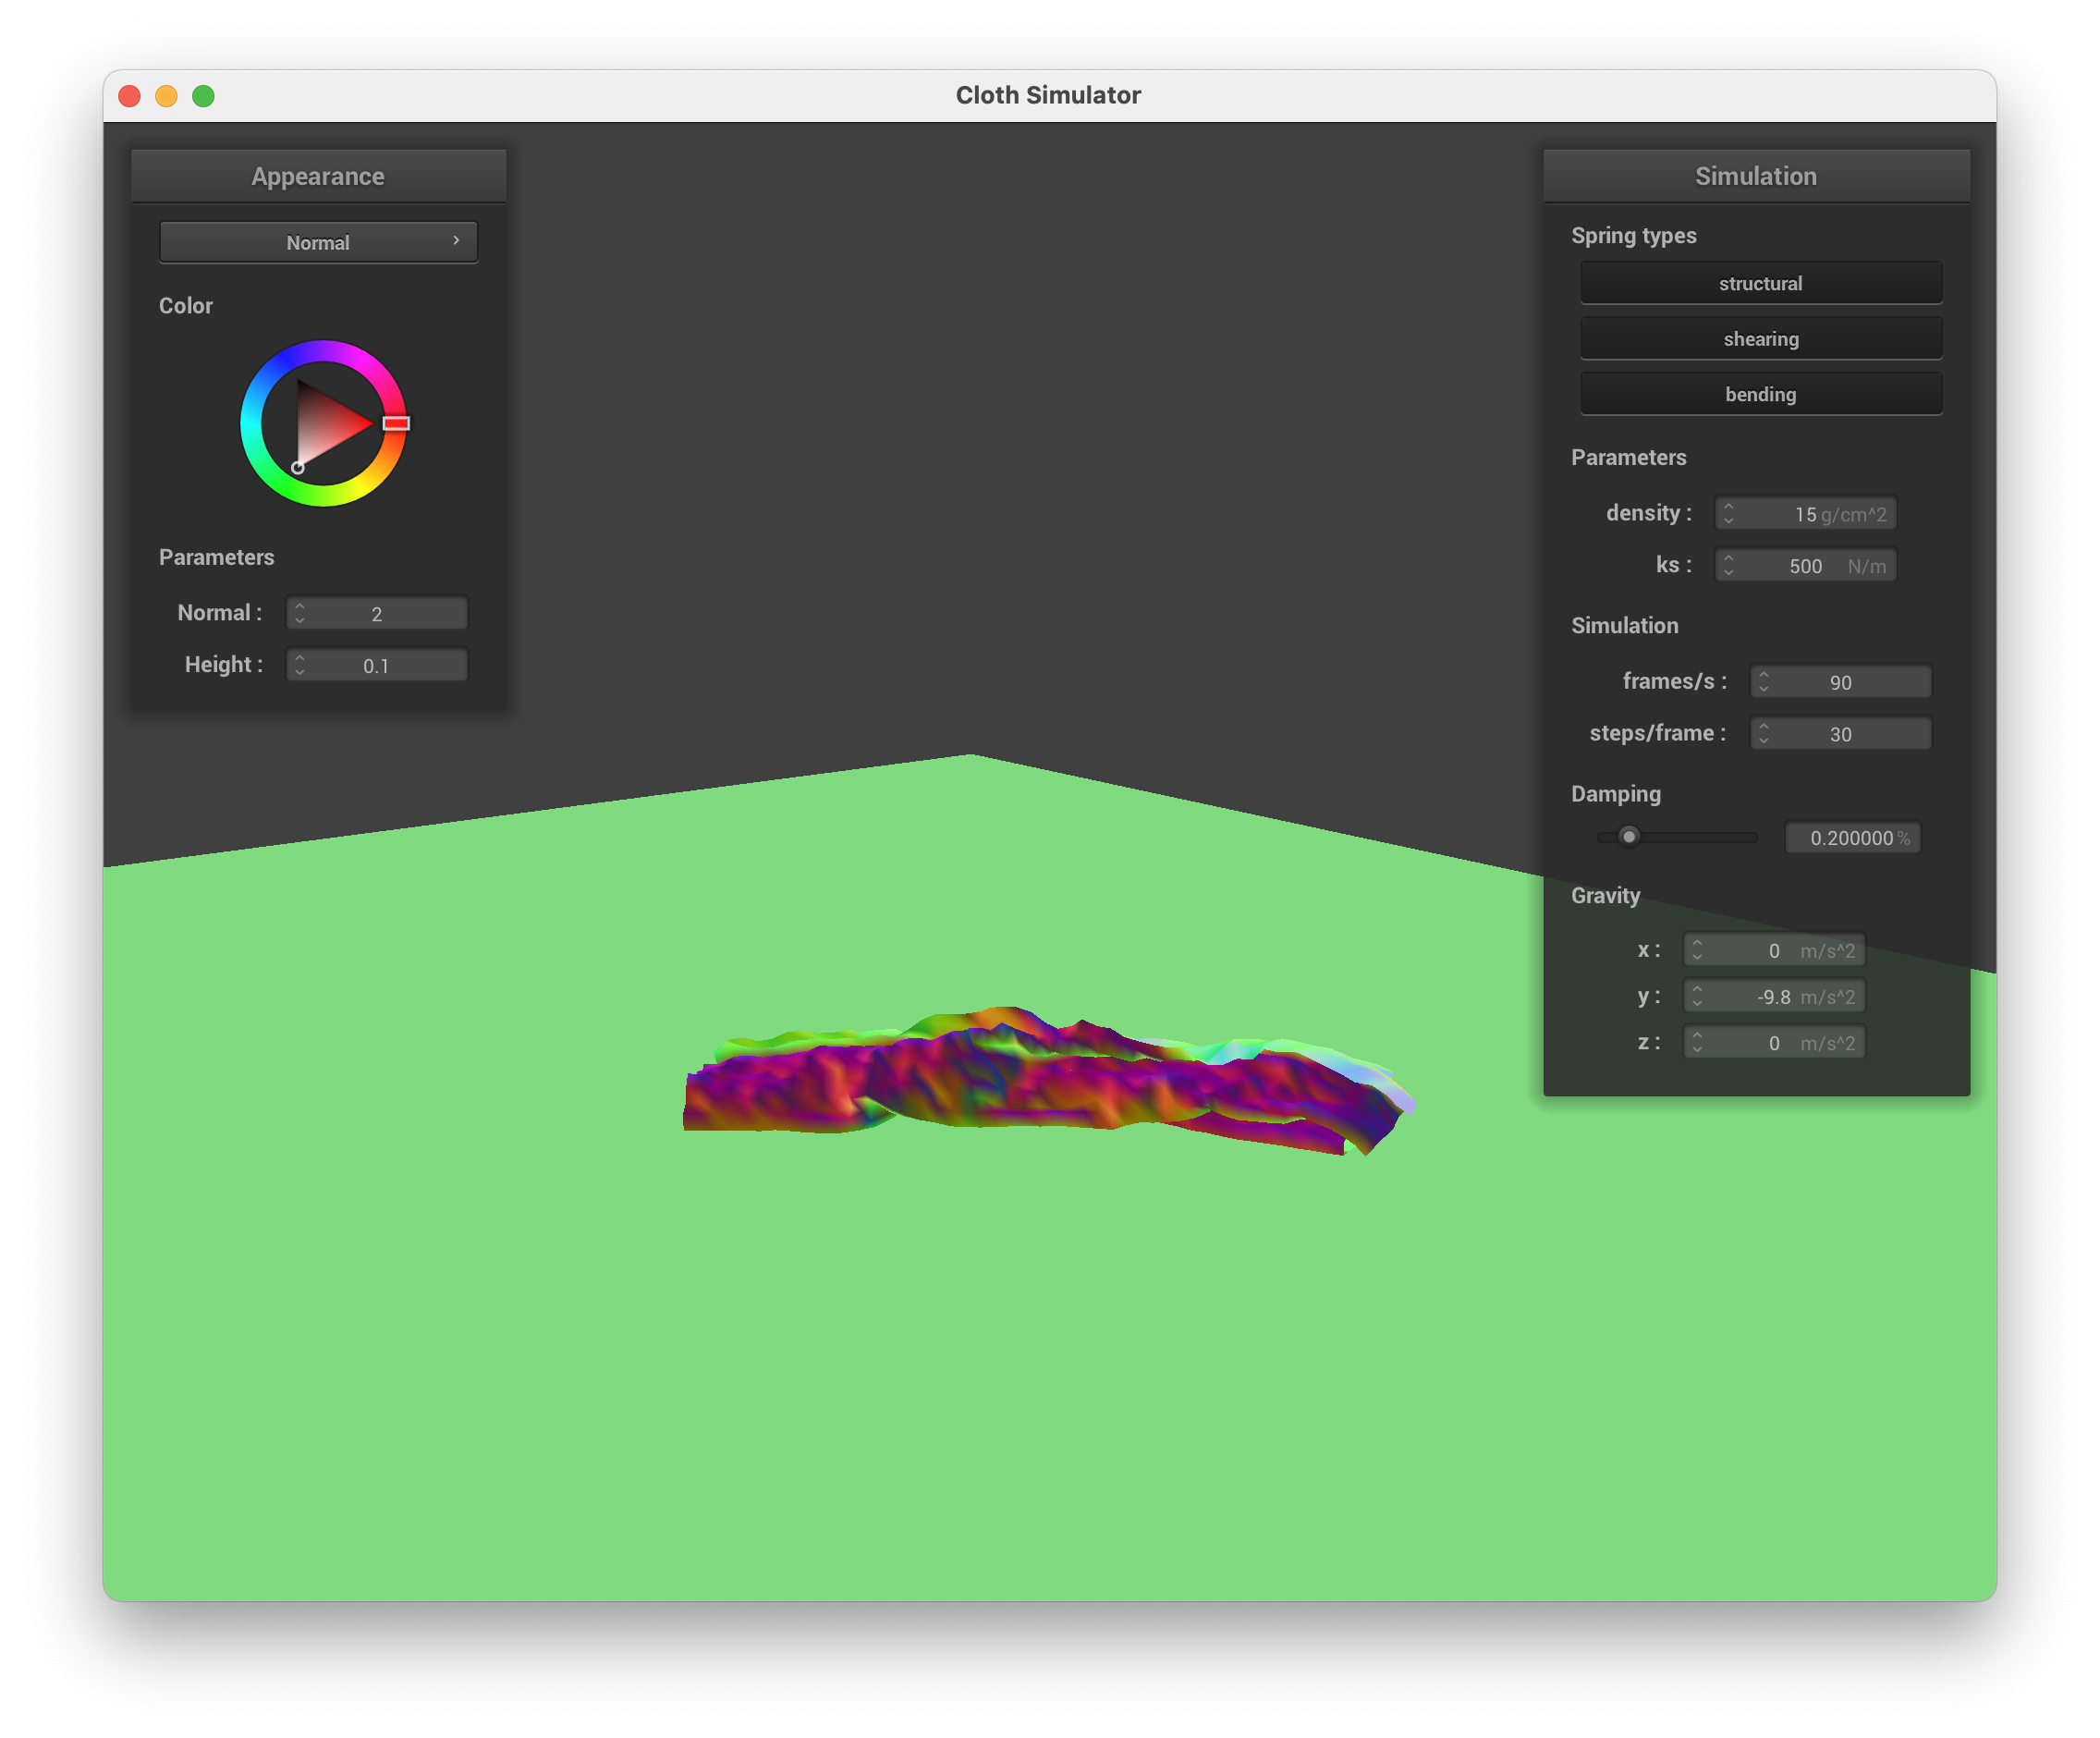 Cloth Simulator
Appearance
Normal
Color
Parameters
Normal :
2
Height :
0.1
Simulation
Spring types
structural
shearing
bending
Parameters
density :
15 g/cm^2
ks :
500 N/m
Simulation
frames/s :
90
steps/frame :
30
Damping
0.200000 %
Gravity
x :
0 m/s^2
y :
-9.8 m/s^2
z :
0 m/s^2